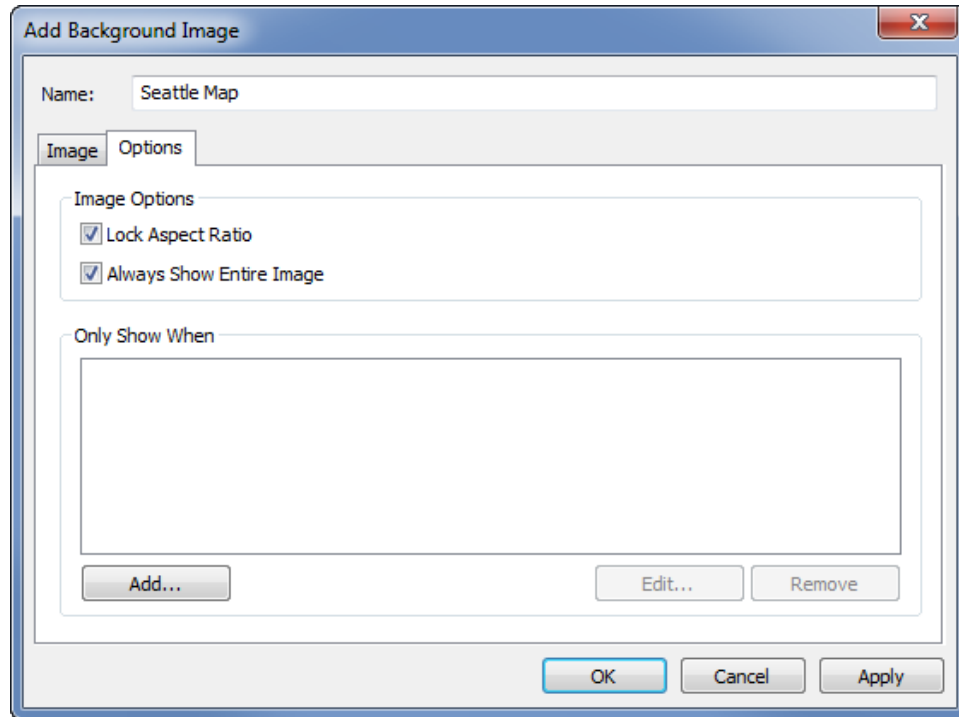 Add Background Image
Name: Seattle Map
Image Options
Image Options
Lock Aspect Ratio
Always Show Entire Image
Only Show When
Add... Edit... Remove
OK Cancel Apply